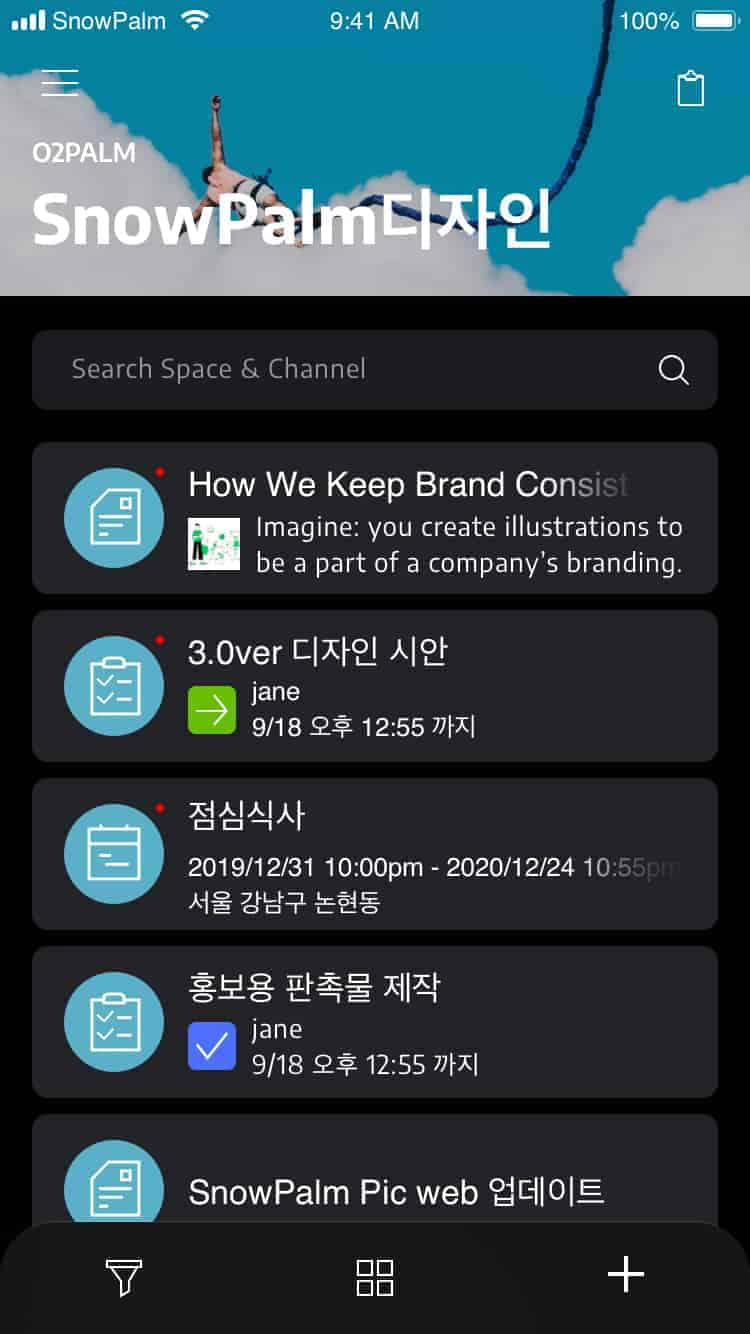 SnowPalm 9:41 AM 100%
O2PALM
SnowPalm디자인
Search Space & Channel
How We Keep Brand Consist
Imagine: you create illustrations to
be a part of a company’s branding.
3.0ver 디자인 시안
jane
9/18 오후 12:55 까지
점심식사
2019/12/31 10:00pm - 2020/12/24 10:55pm
서울 강남구 논현동
홍보용 판촉물 제작
jane
9/18 오후 12:55 까지
SnowPalm Pic web 업데이트